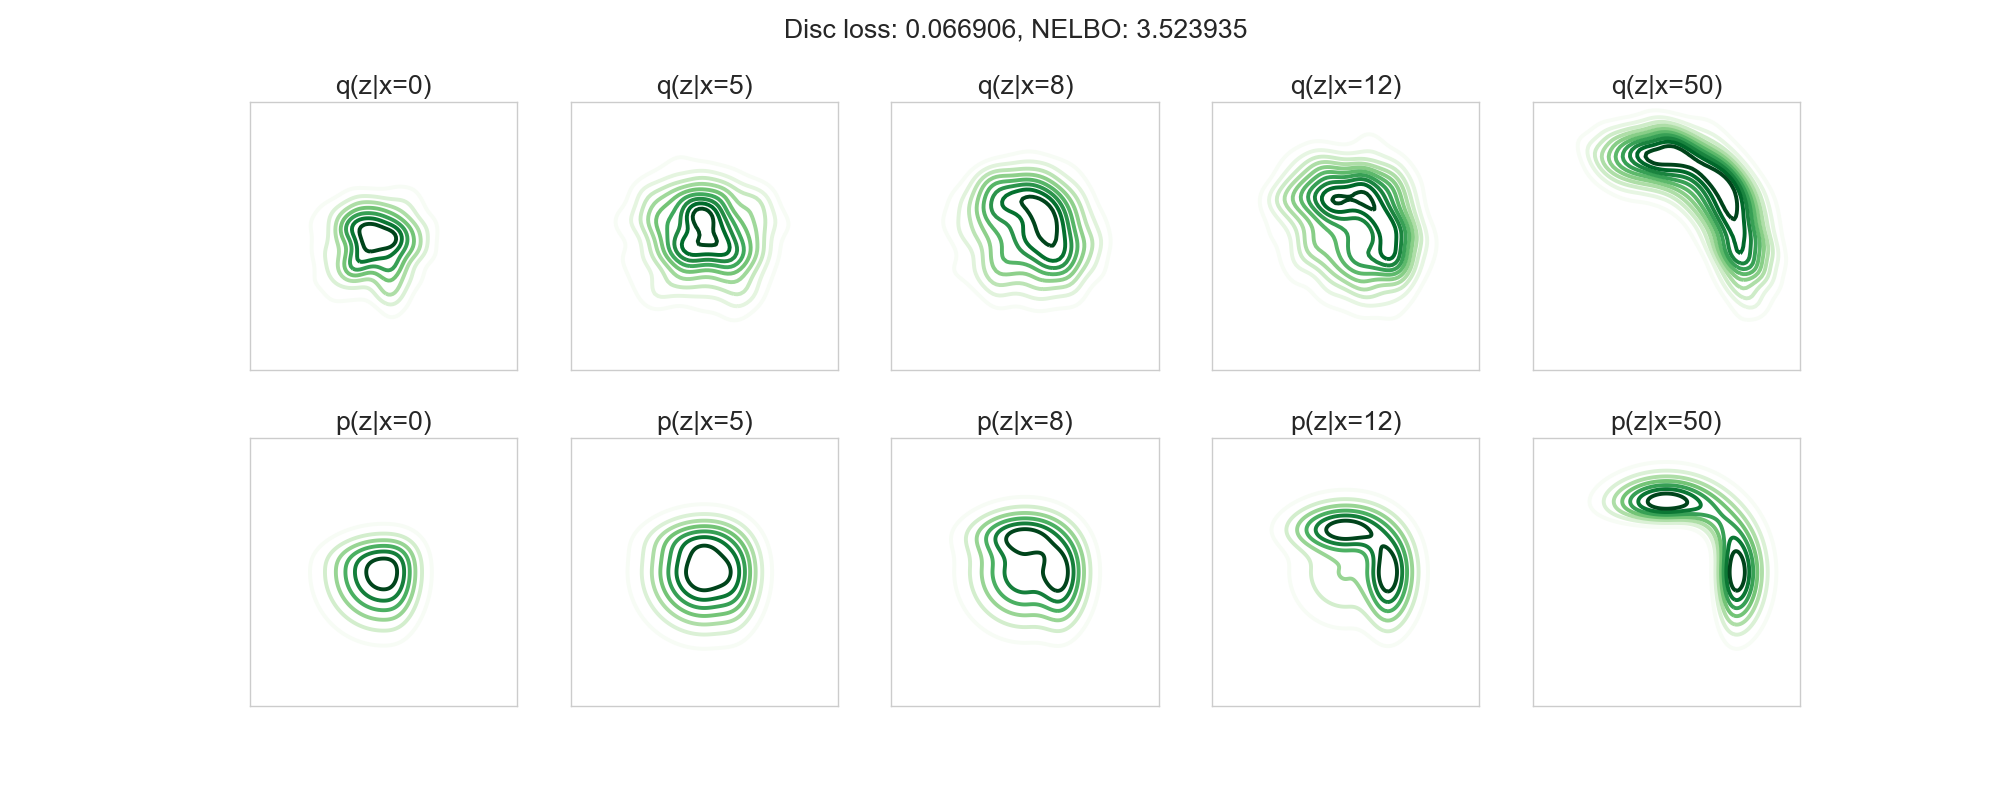 Disc loss: 0.066906, NELBO: 3.523935
q(z|x=0) q(z|x=5) q(z|x=8) q(z|x=12) q(z|x=50)
p(z|x=0) p(z|x=5) p(z|x=8) p(z|x=12) p(z|x=50)